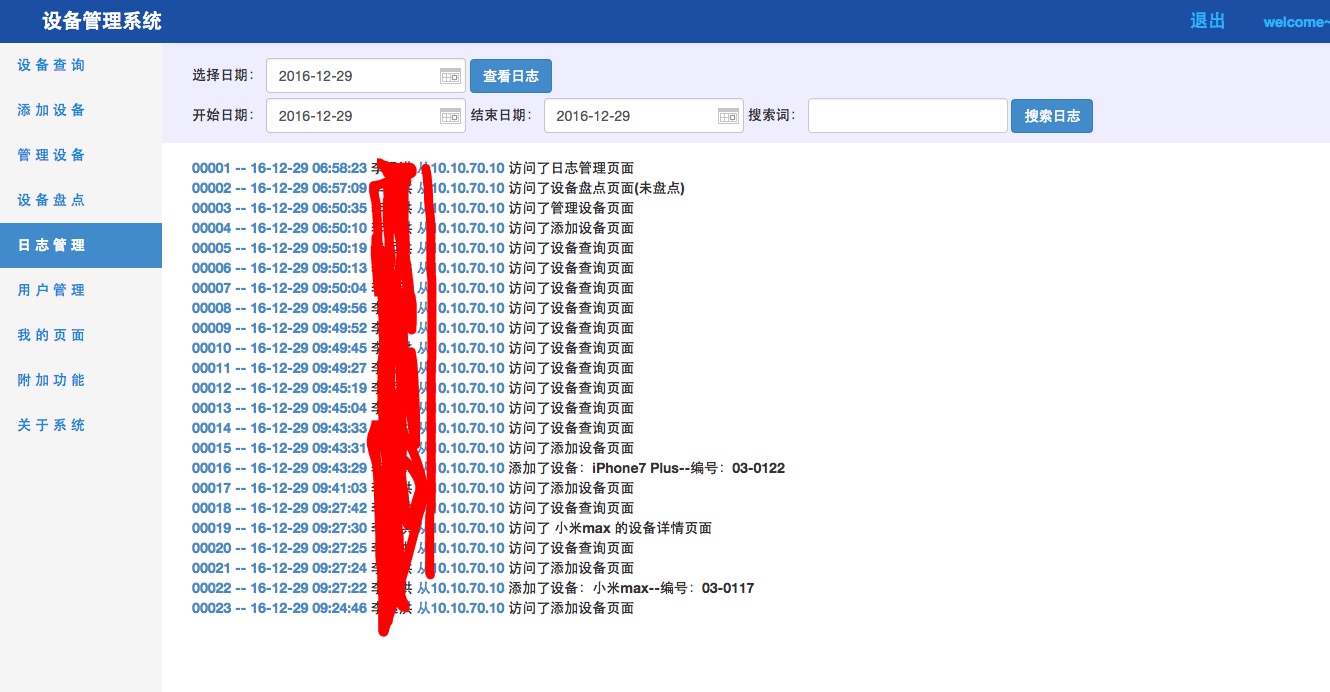 设备管理系统 退出 welcome~
设备查询
添加设备
管理设备
设备盘点
日志管理
用户管理
我的页面
附加功能
关于系统
选择日期： 2016-12-29 查看日志
开始日期： 2016-12-29 结束日期： 2016-12-29 搜索词： 搜索日志
00001 -- 16-12-29 06:58:23 李 从10.10.70.10 访问了日志管理页面
00002 -- 16-12-29 06:57:09 从10.10.70.10 访问了设备盘点页面(未盘点)
00003 -- 16-12-29 06:50:35 从10.10.70.10 访问了管理设备页面
00004 -- 16-12-29 06:50:10 从10.10.70.10 访问了添加设备页面
00005 -- 16-12-29 09:50:19 从10.10.70.10 访问了设备查询页面
00006 -- 16-12-29 09:50:13 从10.10.70.10 访问了设备查询页面
00007 -- 16-12-29 09:50:04 从10.10.70.10 访问了设备查询页面
00008 -- 16-12-29 09:49:56 李 从10.10.70.10 访问了设备查询页面
00009 -- 16-12-29 09:49:52 李 从10.10.70.10 访问了设备查询页面
00010 -- 16-12-29 09:49:45 李 从10.10.70.10 访问了设备查询页面
00011 -- 16-12-29 09:49:27 李 从10.10.70.10 访问了设备查询页面
00012 -- 16-12-29 09:45:19 李 从10.10.70.10 访问了设备查询页面
00013 -- 16-12-29 09:45:04 李 从10.10.70.10 访问了设备查询页面
00014 -- 16-12-29 09:43:33 从10.10.70.10 访问了设备查询页面
00015 -- 16-12-29 09:43:31 从10.10.70.10 访问了添加设备页面
00016 -- 16-12-29 09:43:29 从10.10.70.10 添加了设备：iPhone7 Plus--编号：03-0122
00017 -- 16-12-29 09:41:03 从10.10.70.10 访问了添加设备页面
00018 -- 16-12-29 09:27:42 李 从10.10.70.10 访问了设备查询页面
00019 -- 16-12-29 09:27:30 李 从10.10.70.10 访问了 小米max 的设备详情页面
00020 -- 16-12-29 09:27:25 李 从10.10.70.10 访问了设备查询页面
00021 -- 16-12-29 09:27:24 李 从10.10.70.10 访问了添加设备页面
00022 -- 16-12-29 09:27:22 李 洪 从10.10.70.10 添加了设备：小米max--编号：03-0117
00023 -- 16-12-29 09:24:46 李 洪 从10.10.70.10 访问了添加设备页面